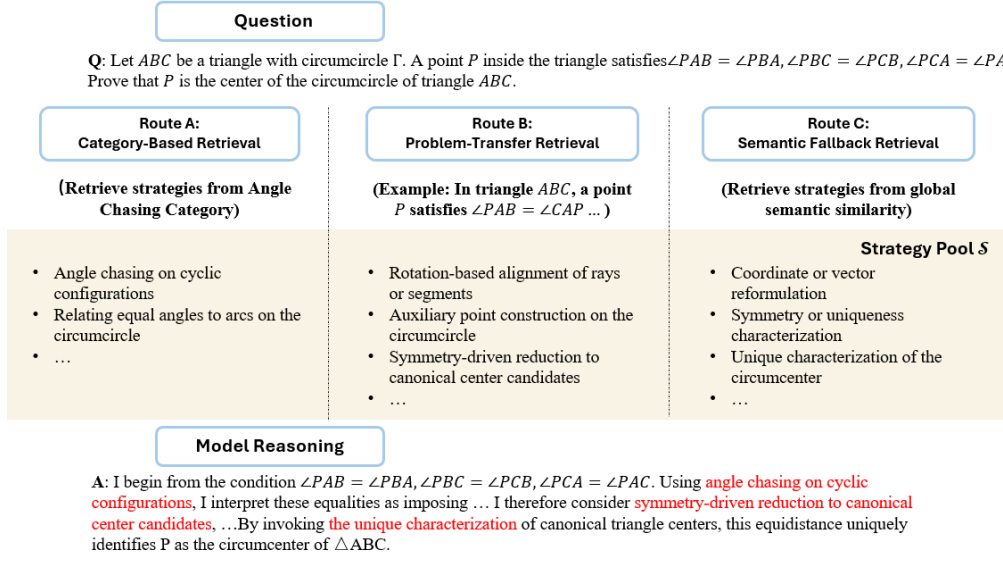 Question
Q: Let ABC be a triangle with circumcircle Γ. A point P inside the triangle satisfies∠PAB = ∠PBA, ∠PBC = ∠PCB, ∠PCA = ∠PA
Prove that P is the center of the circumcircle of triangle ABC.
Route A:
Category-Based Retrieval
(Retrieve strategies from Angle
Chasing Category)
Route B:
Problem-Transfer Retrieval
(Example: In triangle ABC, a point
P satisfies ∠PAB = ∠CAP … )
Route C:
Semantic Fallback Retrieval
(Retrieve strategies from global
semantic similarity)
Strategy Pool S
• Angle chasing on cyclic
configurations
• Relating equal angles to arcs on the
circumcircle
• …
• Rotation-based alignment of rays
or segments
• Auxiliary point construction on the
circumcircle
• Symmetry-driven reduction to
canonical center candidates
• …
• Coordinate or vector
reformulation
• Symmetry or uniqueness
characterization
• Unique characterization of the
circumcenter
• …
Model Reasoning
A: I begin from the condition ∠PAB = ∠PBA, ∠PBC = ∠PCB, ∠PCA = ∠PAC. Using angle chasing on cyclic
configurations, I interpret these equalities as imposing … I therefore consider symmetry-driven reduction to canonical
center candidates, …By invoking the unique characterization of canonical triangle centers, this equidistance uniquely
identifies P as the circumcenter of △ABC.